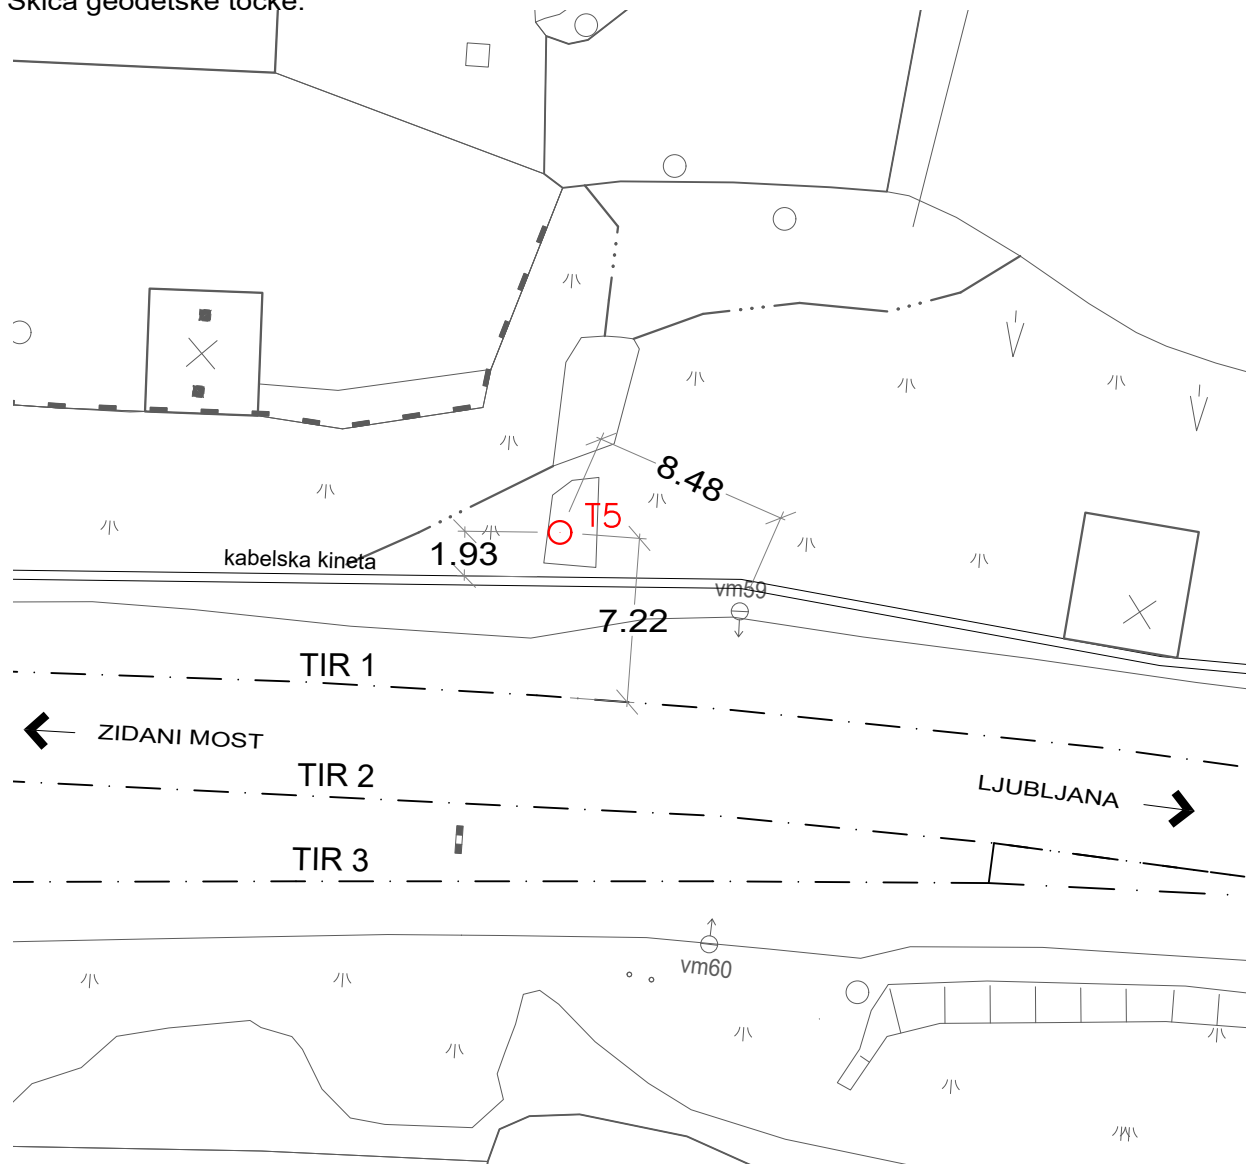 Skica geodetske točke:
8.48
T5
1.93
kabelska kineta
vm59
7.22
TIR 1
ZIDANI MOST
TIR 2
LJUBLJANA
TIR 3
vm60